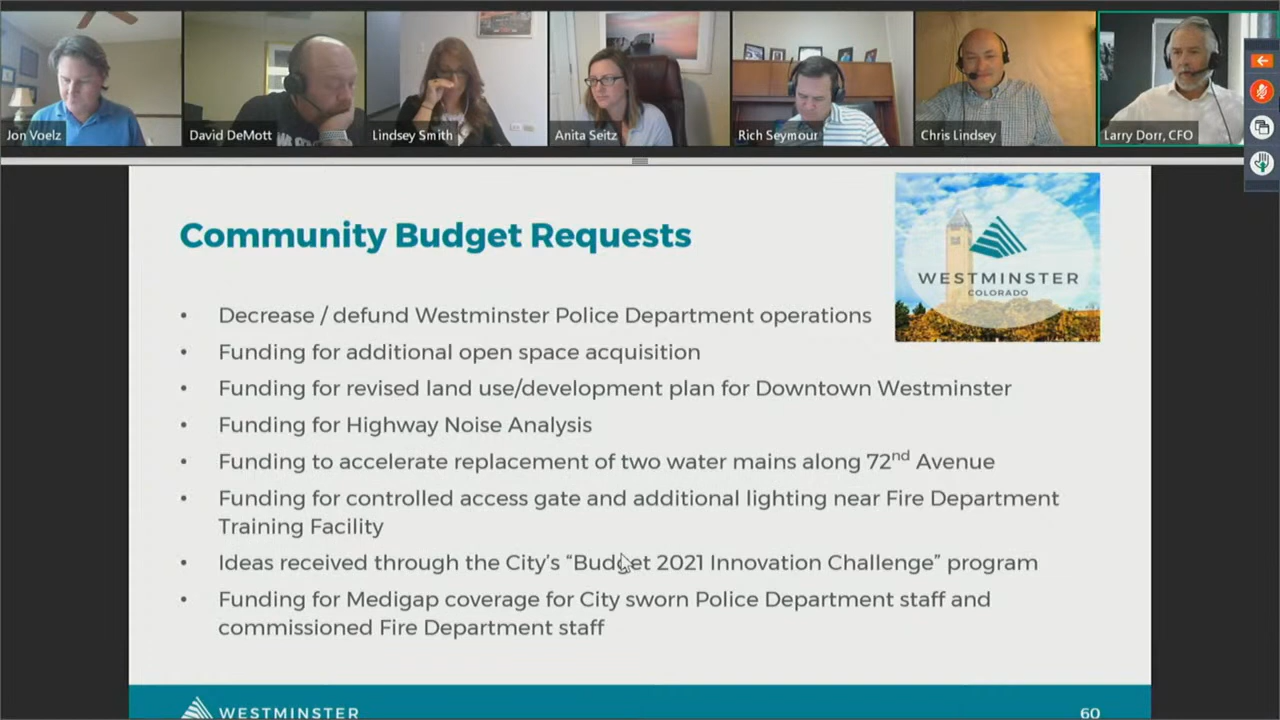 Jon Voelz
David DeMott
Lindsey Smith
Anita Seitz
Rich Seymour
Chris Lindsey
Larry Dorr, CFO
Community Budget Requests
WESTMINSTER
COLORADO
• Decrease / defund Westminster Police Department operations
• Funding for additional open space acquisition
• Funding for revised land use/development plan for Downtown Westminster
• Funding for Highway Noise Analysis
• Funding to accelerate replacement of two water mains along 72nd Avenue
• Funding for controlled access gate and additional lighting near Fire Department
Training Facility
• Ideas received through the City's “Budget 2021 Innovation Challenge” program
• Funding for Medigap coverage for City sworn Police Department staff and
commissioned Fire Department staff
WESTMINSTER
60